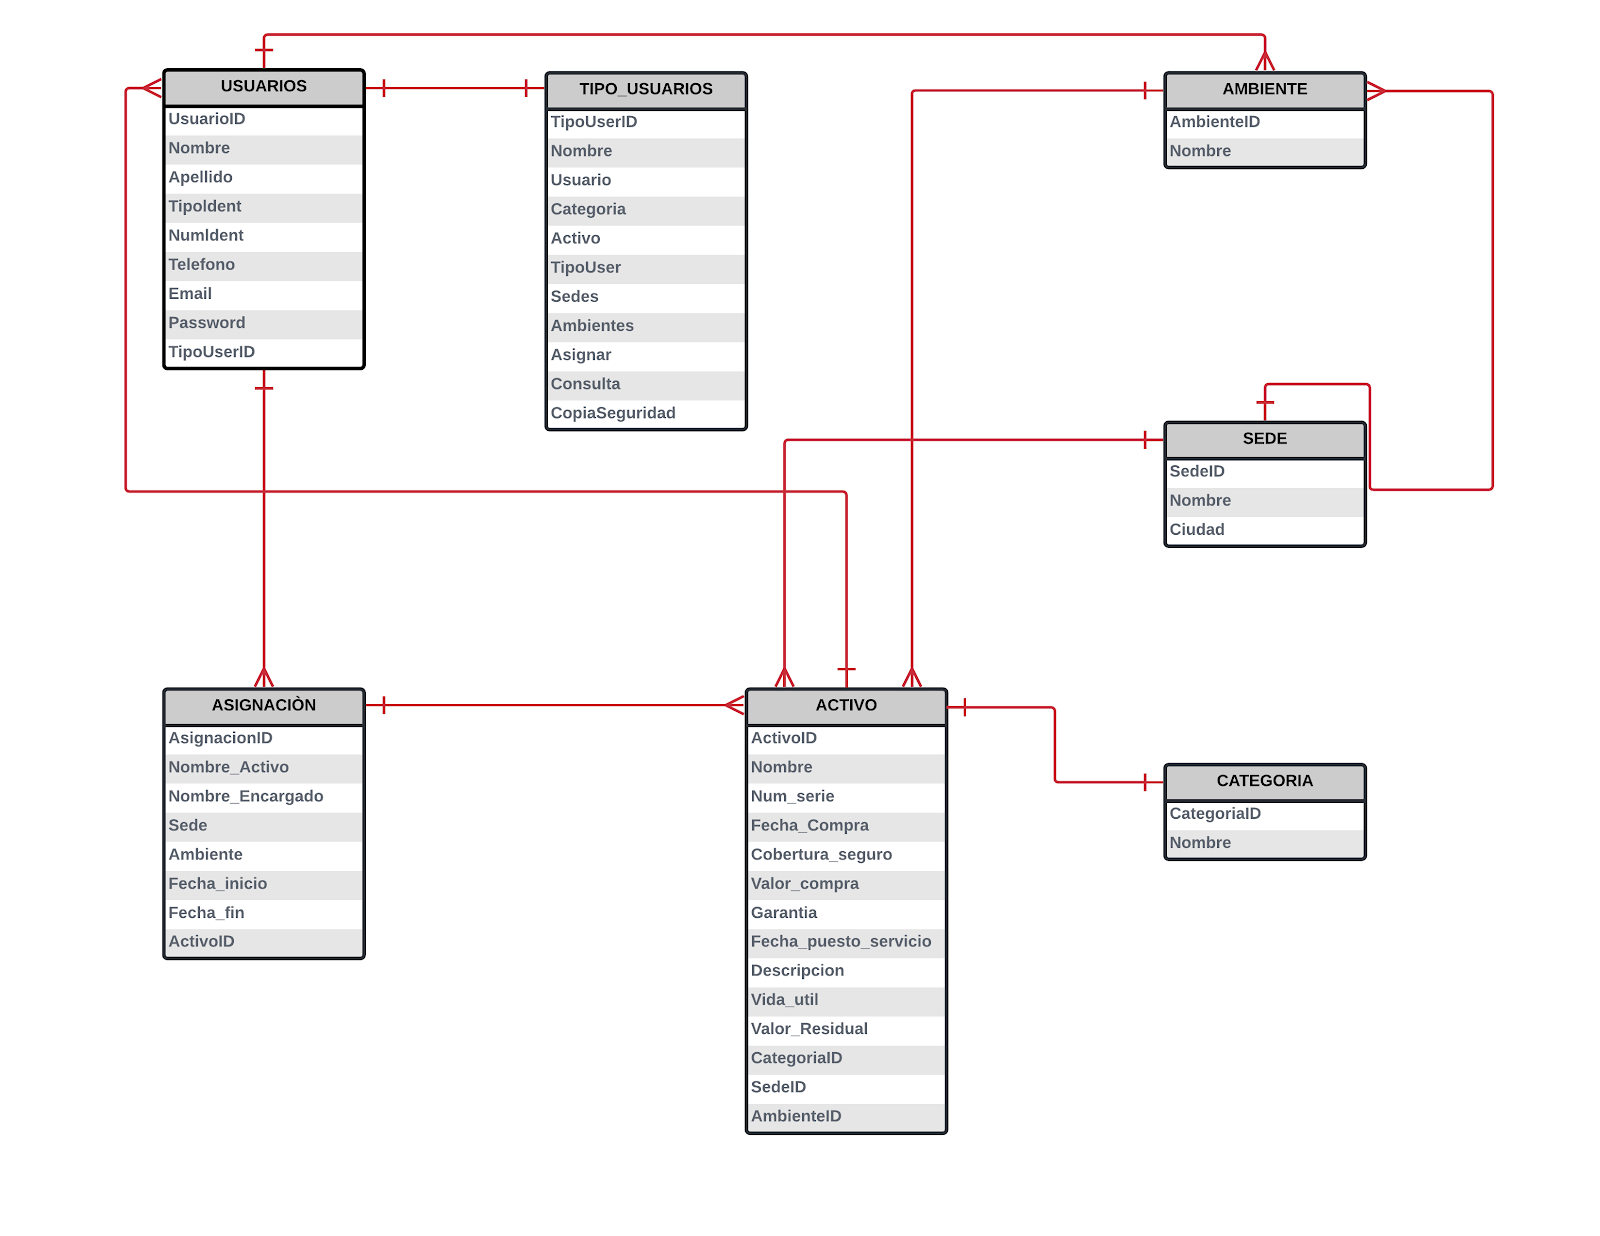 USUARIOS
UsuarioID
Nombre
Apellido
TipoIdent
NumIdent
Telefono
Email
Password
TipoUserID
TIPO_USUARIOS
TipoUserID
Nombre
Usuario
Categoria
Activo
TipoUser
Sedes
Ambientes
Asignar
Consulta
CopiaSeguridad
AMBIENTE
AmbienteID
Nombre
SEDE
SedeID
Nombre
Ciudad
ASIGNACIÒN
AsignacionID
Nombre_Activo
Nombre_Encargado
Sede
Ambiente
Fecha_inicio
Fecha_fin
ActivoID
ACTIVO
ActivoID
Nombre
Num_serie
Fecha_Compra
Cobertura_seguro
Valor_compra
Garantia
Fecha_puesto_servicio
Descripcion
Vida_util
Valor_Residual
CategoriaID
SedeID
AmbienteID
CATEGORIA
CategoriaID
Nombre